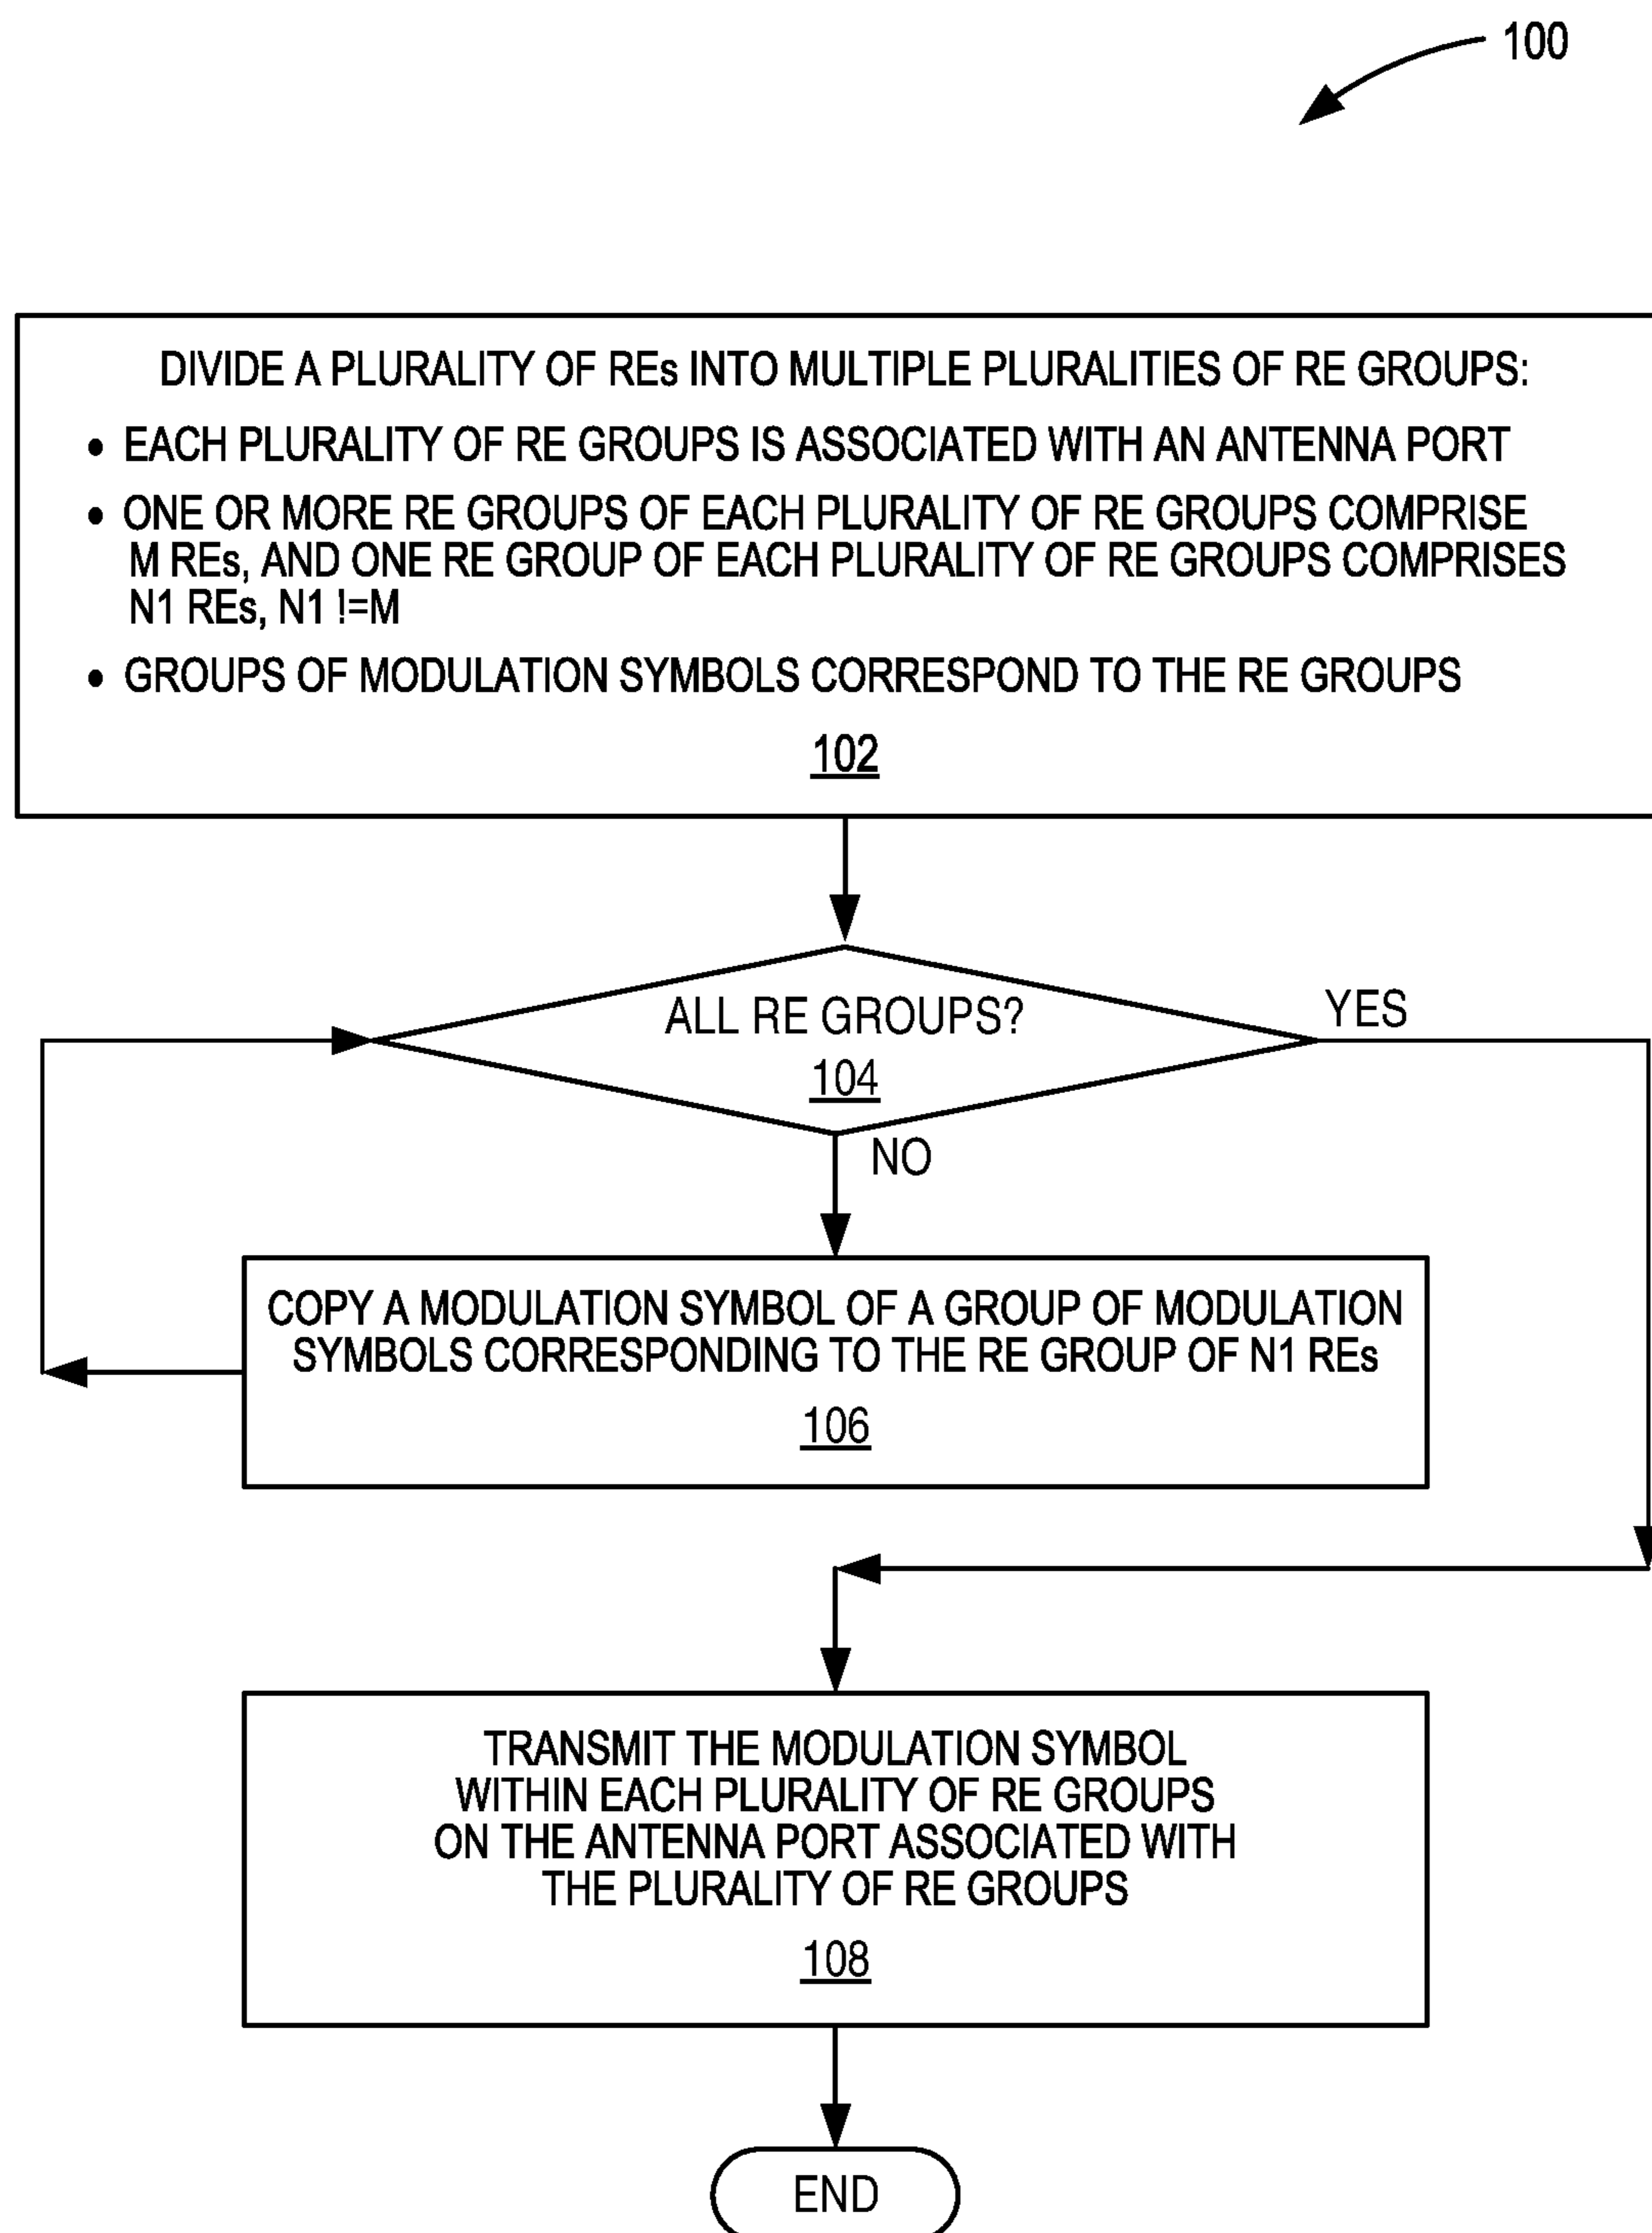 100
DIVIDE A PLURALITY OF REs INTO MULTIPLE PLURALITIES OF RE GROUPS:
• EACH PLURALITY OF RE GROUPS IS ASSOCIATED WITH AN ANTENNA PORT
• ONE OR MORE RE GROUPS OF EACH PLURALITY OF RE GROUPS COMPRISE
M REs, AND ONE RE GROUP OF EACH PLURALITY OF RE GROUPS COMPRISES
N1 REs, N1 !=M
• GROUPS OF MODULATION SYMBOLS CORRESPOND TO THE RE GROUPS
102
ALL RE GROUPS?
104
YES
NO
COPY A MODULATION SYMBOL OF A GROUP OF MODULATION
SYMBOLS CORRESPONDING TO THE RE GROUP OF N1 REs
106
TRANSMIT THE MODULATION SYMBOL
WITHIN EACH PLURALITY OF RE GROUPS
ON THE ANTENNA PORT ASSOCIATED WITH
THE PLURALITY OF RE GROUPS
108
END